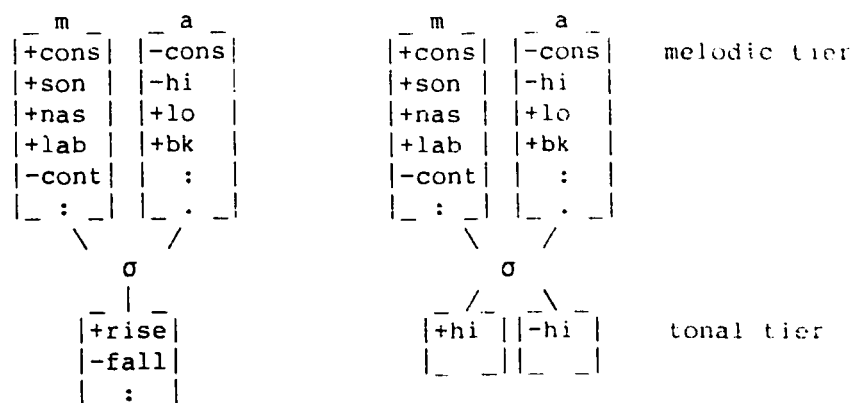 m a m a
+cons -cons +cons -cons melodic tier
+son -hi +son -hi
+nas +lo +nas +lo
+lab +bk +lab +bk
-cont : -cont :
: . : .
σ σ
+rise +hi -hi tonal tier
-fall
: